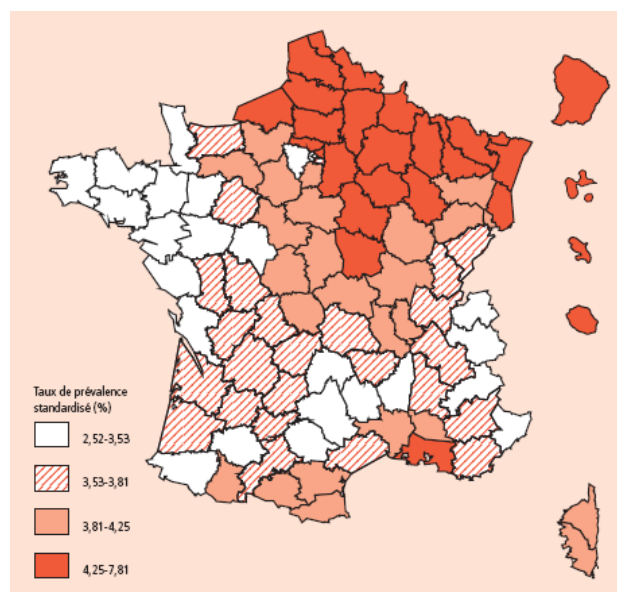 Taux de prévalence
standardisé (%)
2,52-3,53
3,53-3,81
3,81-4,25
4,25-7,81